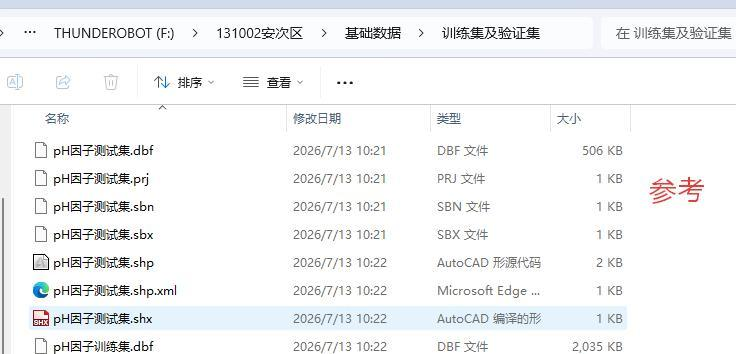 ··· THUNDEROBOT (F:) > 131002安次区 > 基础数据 > 训练集及验证集 在 训练集及验证集
排序 查看 ···
名称 修改日期 类型 大小
pH因子测试集.dbf 2026/7/13 10:21 DBF 文件 506 KB
pH因子测试集.prj 2026/7/13 10:21 PRJ 文件 1 KB
参考
pH因子测试集.sbn 2026/7/13 10:21 SBN 文件 1 KB
pH因子测试集.sbx 2026/7/13 10:21 SBX 文件 1 KB
pH因子测试集.shp 2026/7/13 10:22 AutoCAD 形源代码 2 KB
pH因子测试集.shp.xml 2026/7/13 10:22 Microsoft Edge ... 1 KB
SHX pH因子测试集.shx 2026/7/13 10:22 AutoCAD 编译的形 1 KB
pH因子训练集.dbf 2026/7/13 10:22 DBF 文件 2,035 KB